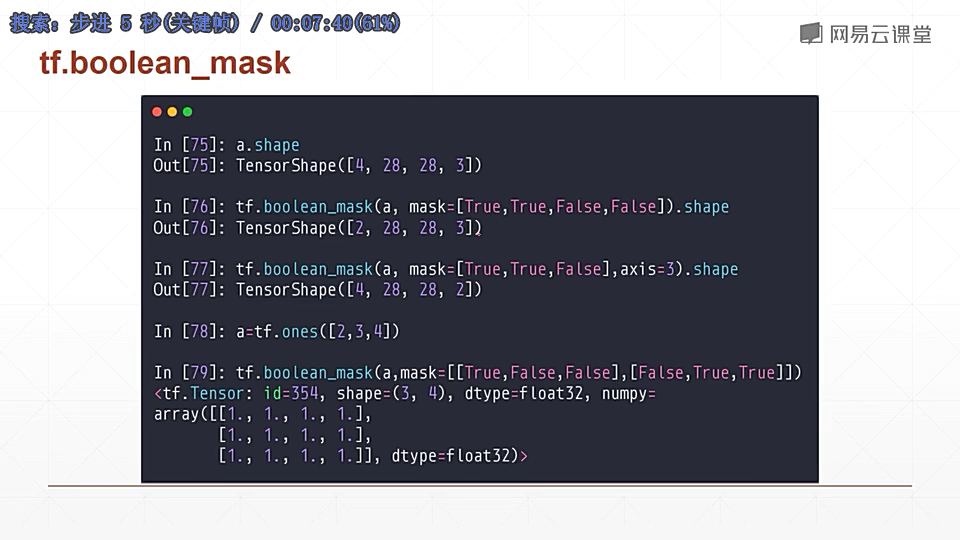 搜索: 步进 5 秒(关键帧) / 00:07:40(61%)
网易云课堂
tf.boolean_mask
In [75]: a.shape
Out[75]: TensorShape([4, 28, 28, 3])
In [76]: tf.boolean_mask(a, mask=[True,True,False,False]).shape
Out[76]: TensorShape([2, 28, 28, 3])
In [77]: tf.boolean_mask(a, mask=[True,True,False],axis=3).shape
Out[77]: TensorShape([4, 28, 28, 2])
In [78]: a=tf.ones([2,3,4])
In [79]: tf.boolean_mask(a,mask=[[True,False,False],[False,True,True]])
<tf.Tensor: id=354, shape=(3, 4), dtype=float32, numpy=
array([[1., 1., 1., 1.],
[1., 1., 1., 1.],
[1., 1., 1., 1.]], dtype=float32)>